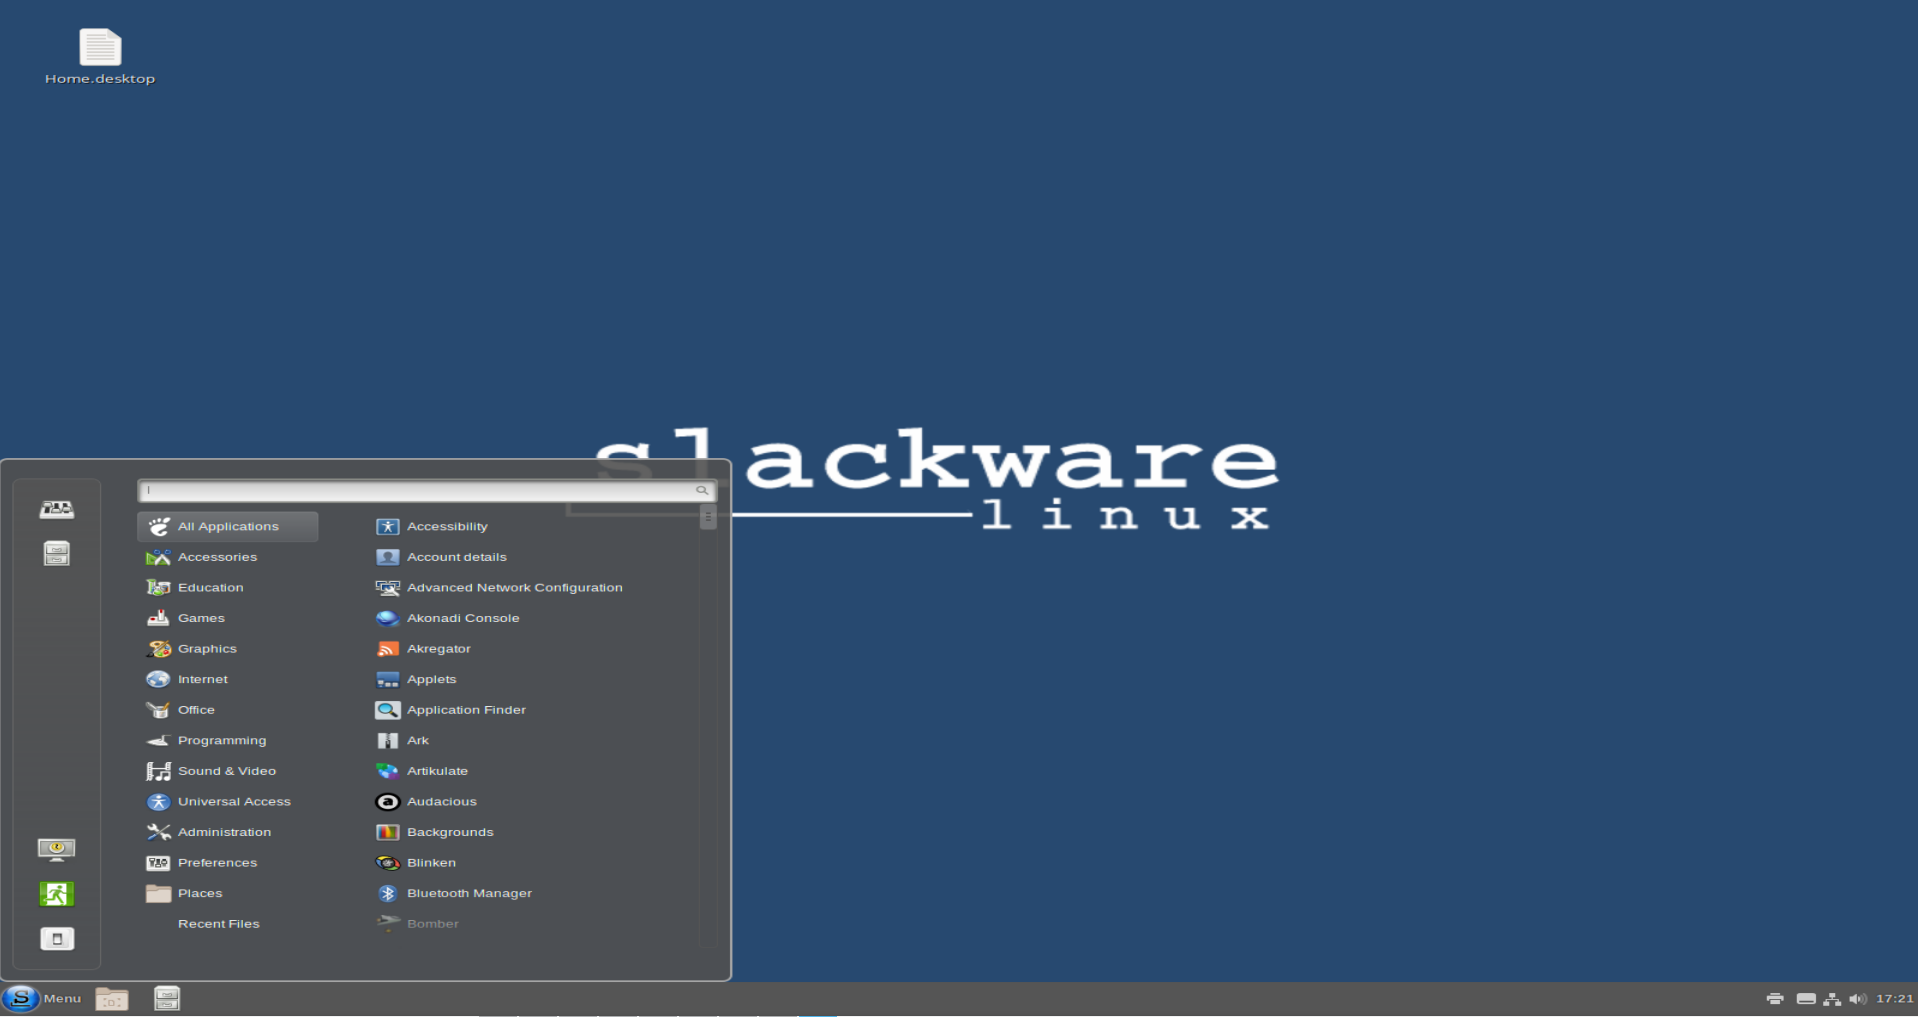 Home.desktop
slackware
linux
All Applications
Accessories
Education
Games
Graphics
Internet
Office
Programming
Sound & Video
Universal Access
Administration
Preferences
Places
Recent Files
Accessibility
Account details
Advanced Network Configuration
Akonadi Console
Akregator
Applets
Application Finder
Ark
Artikulate
Audacious
Backgrounds
Blinken
Bluetooth Manager
Bomber
Menu
17:21